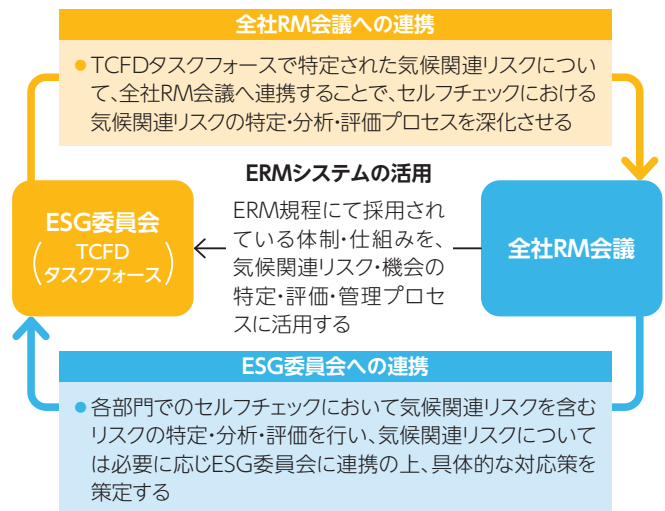 全社RM会議への連携
●TCFDタスクフォースで特定された気候関連リスクについ
て、全社RM会議へ連携することで、セルフチェックにおける
気候関連リスクの特定・分析・評価プロセスを深化させる
ESG委員会
(TCFD
タスクフォース)
ERMシステムの活用
ERM規程にて採用され
ている体制・仕組みを、
気候関連リスク・機会の
特定・評価・管理プロセ
スに活用する
全社RM会議
ESG委員会への連携
●各部門でのセルフチェックにおいて気候関連リスクを含む
リスクの特定・分析・評価を行い、気候関連リスクについて
は必要に応じESG委員会に連携の上、具体的な対応策を
策定する